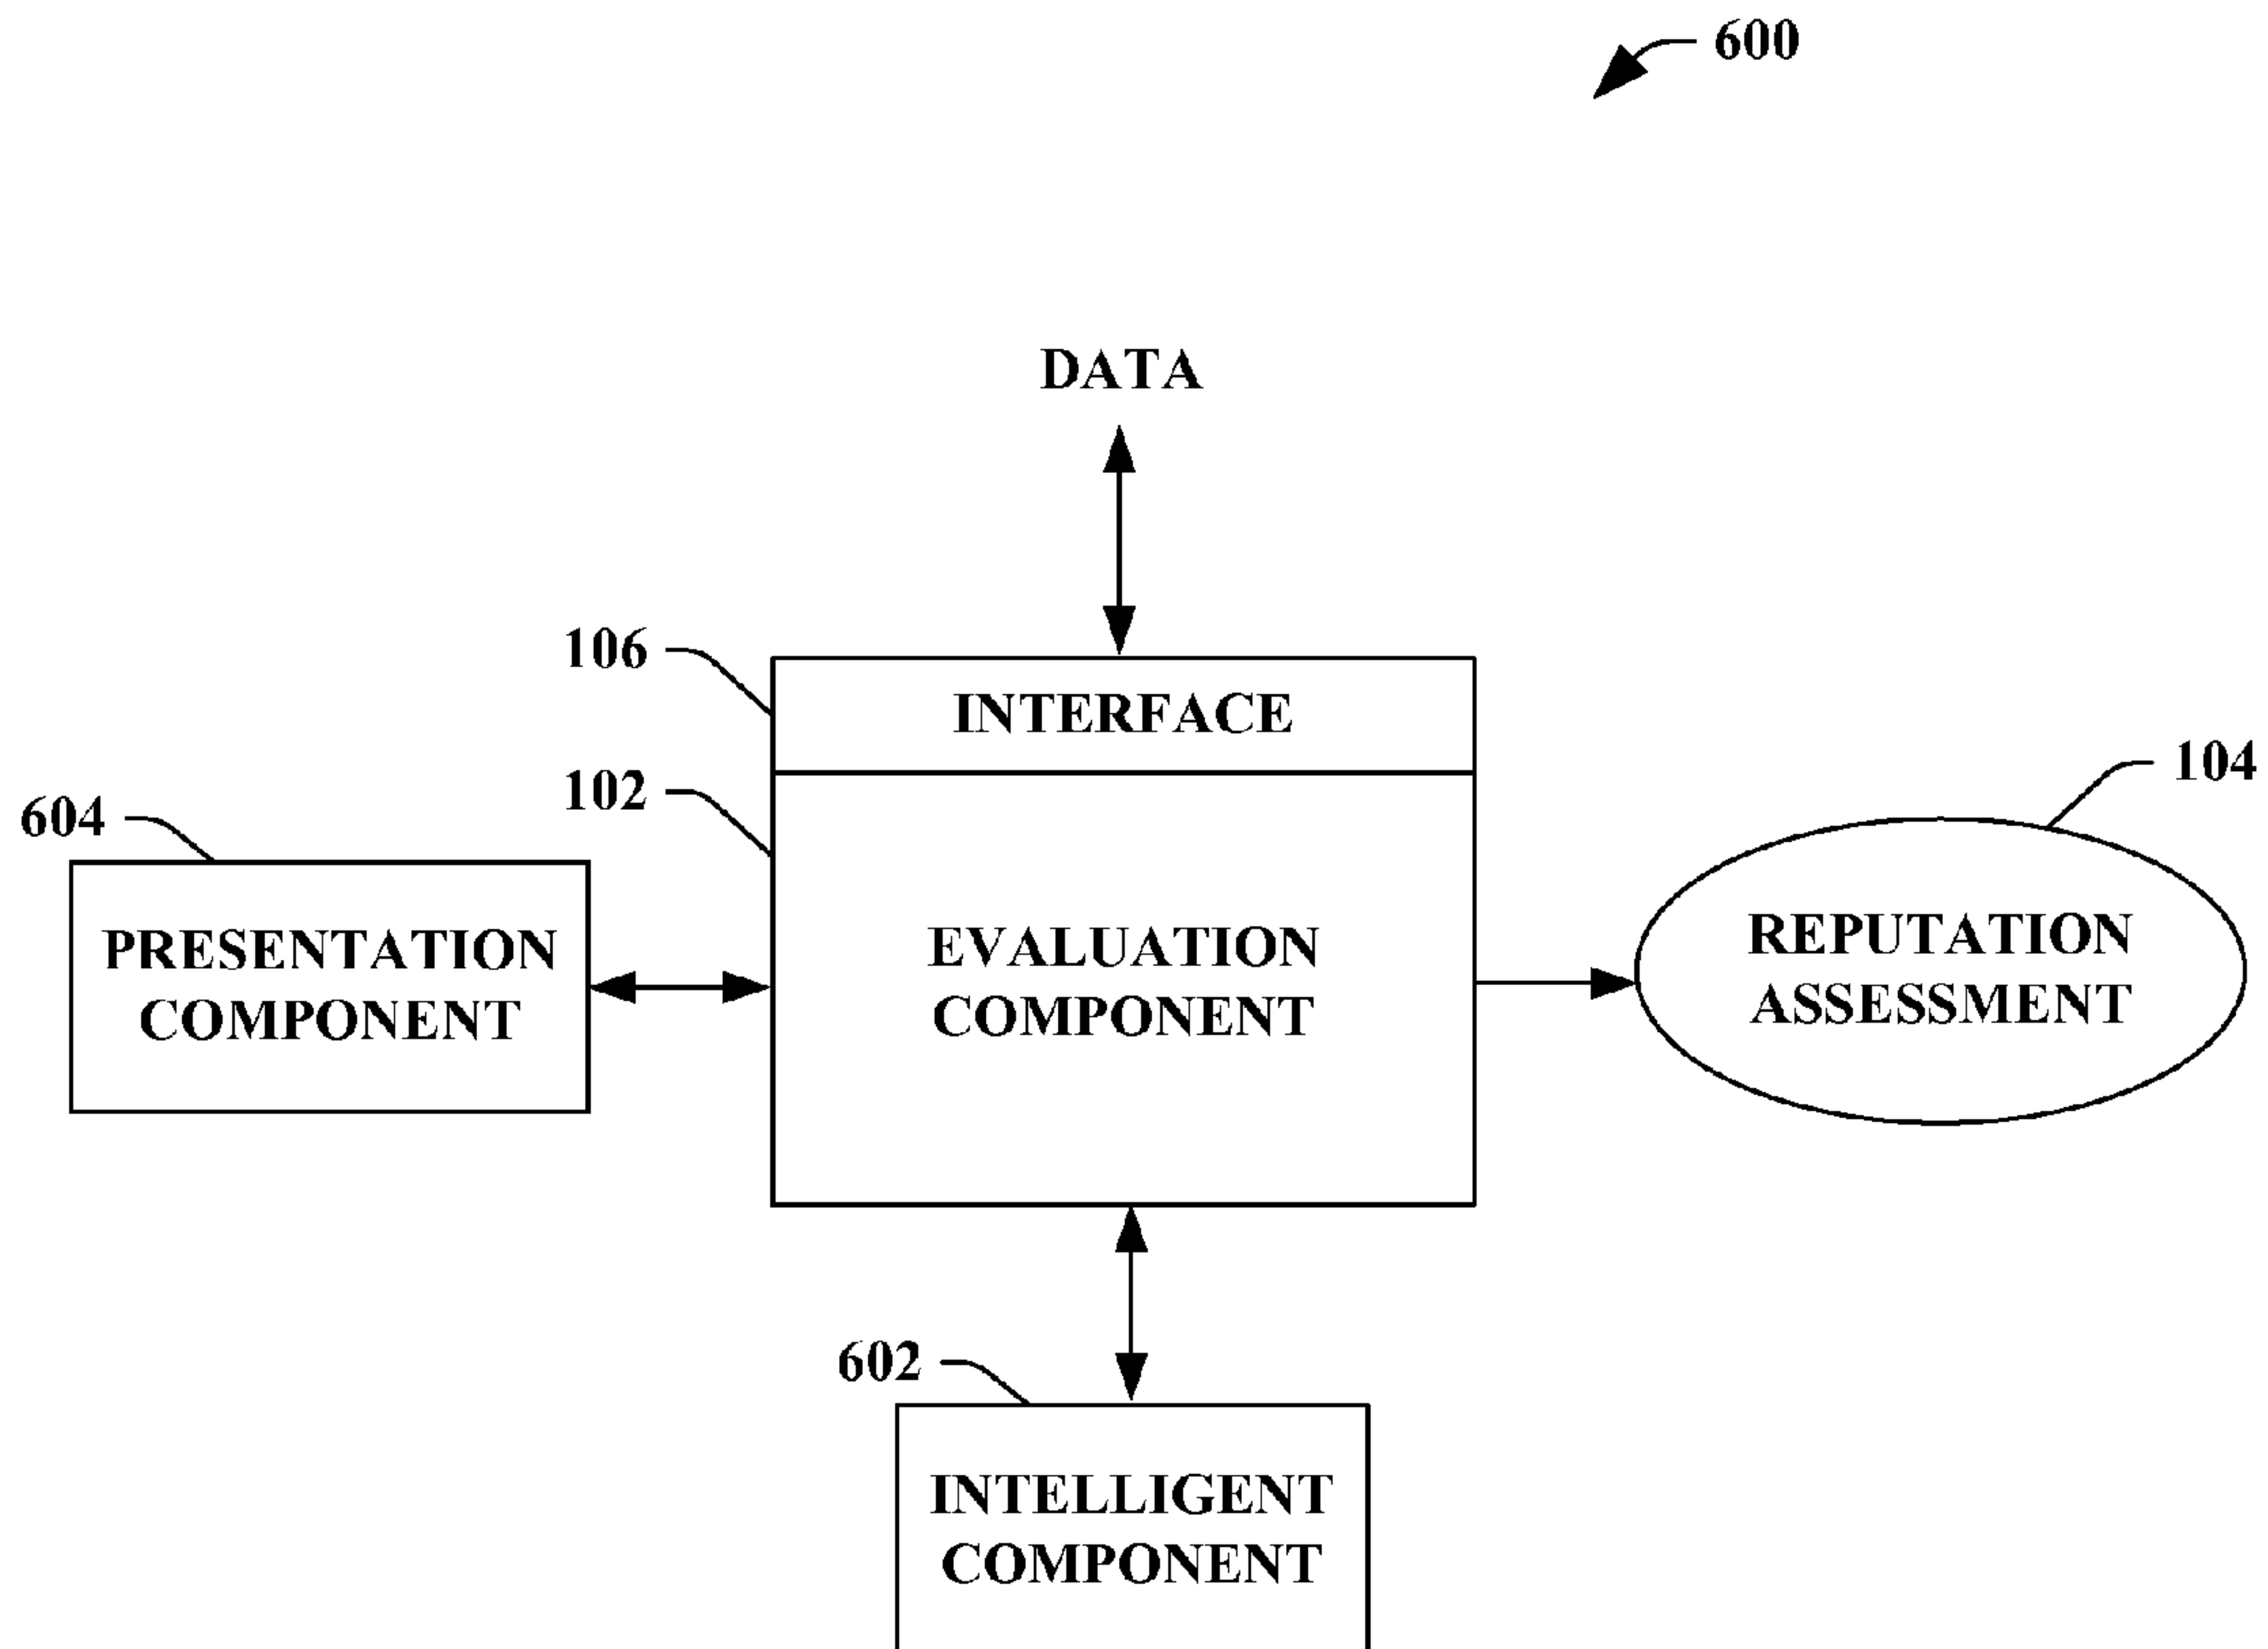 600
DATA
106
INTERFACE
102
104
604
PRESENTATION
COMPONENT
EVALUATION
COMPONENT
REPUTATION
ASSESSMENT
602
INTELLIGENT
COMPONENT